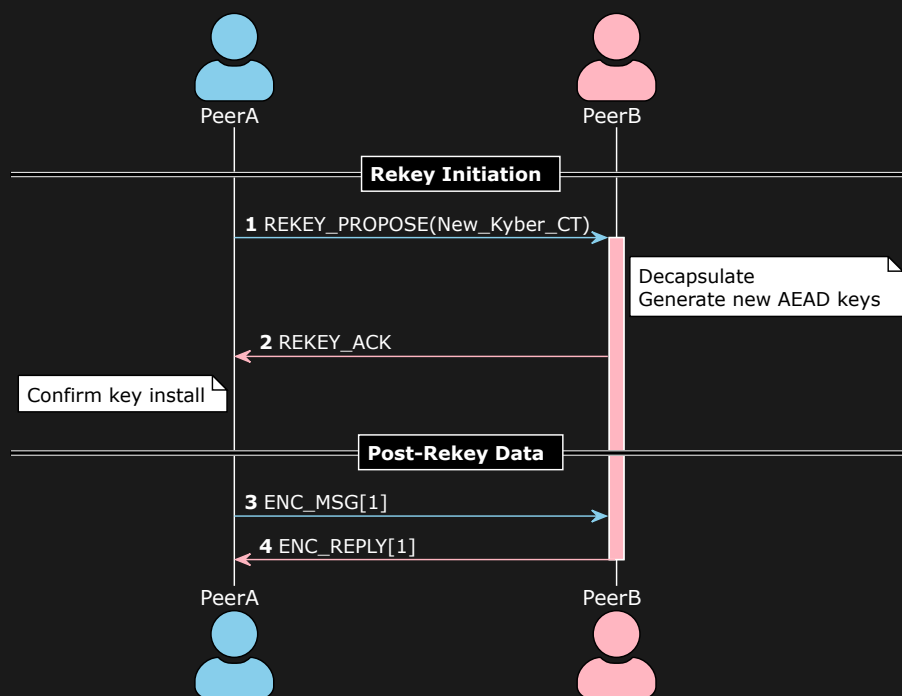 PeerA
PeerB
Rekey Initiation
1 REKEY_PROPOSE(New_Kyber_CT)
Decapsulate
Generate new AEAD keys
2 REKEY_ACK
Confirm key install
Post-Rekey Data
3 ENC_MSG[1]
4 ENC_REPLY[1]
PeerA
PeerB